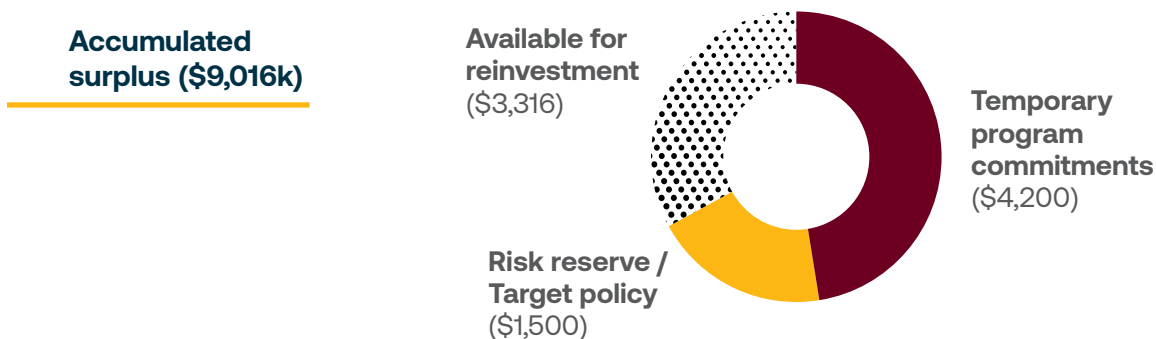 Accumulated
surplus ($9,016k)
Available for
reinvestment
($3,316)
Temporary
program
commitments
($4,200)
Risk reserve /
Target policy
($1,500)